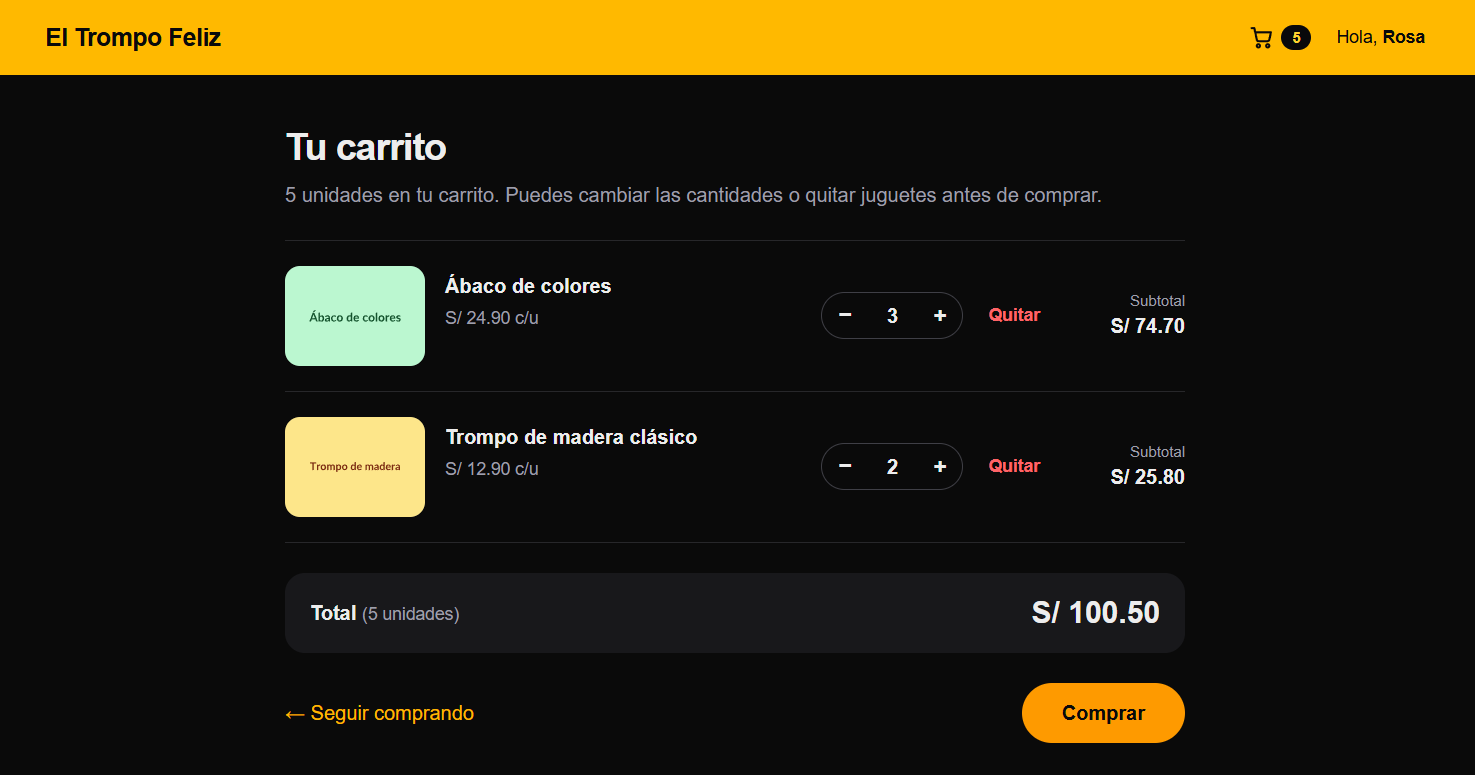 El Trompo Feliz
5 Hola, Rosa
Tu carrito
5 unidades en tu carrito. Puedes cambiar las cantidades o quitar juguetes antes de comprar.
Ábaco de colores
Ábaco de colores
S/ 24.90 c/u
− 3 +
Quitar
Subtotal
S/ 74.70
Trompo de madera
Trompo de madera clásico
S/ 12.90 c/u
− 2 +
Quitar
Subtotal
S/ 25.80
Total (5 unidades) S/ 100.50
← Seguir comprando
Comprar